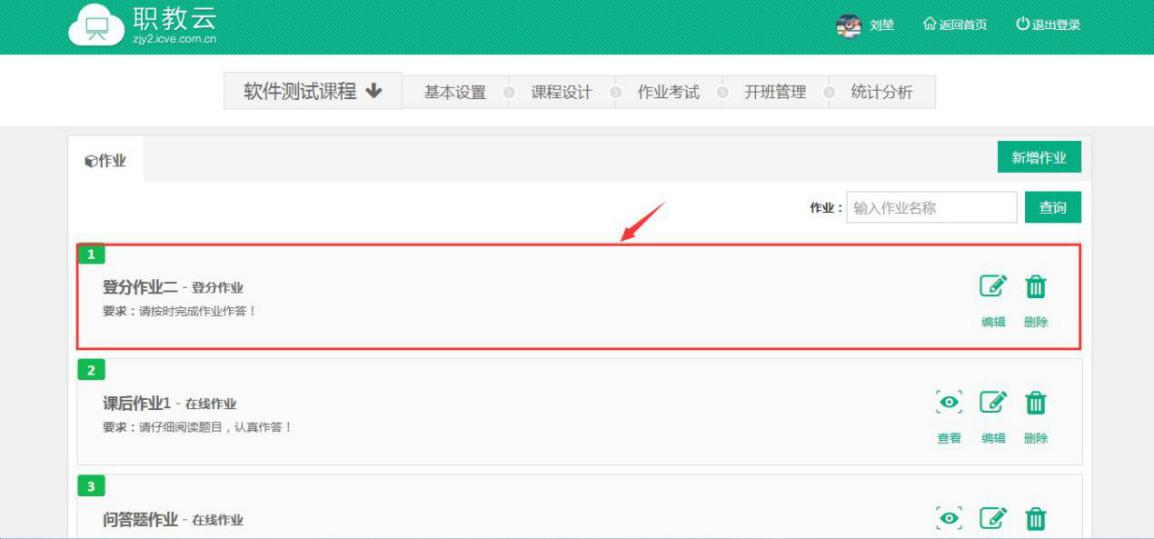 职教云
zjy2.icve.com.cn
刘堃 返回首页 退出登录
软件测试课程 基本设置 课程设计 作业考试 开班管理 统计分析
作业 新增作业
作业： 输入作业名称 查询
1
登分作业二 - 登分作业
要求：请按时完成作业作答！
编辑 删除
2
课后作业1 - 在线作业
要求：请仔细阅读题目，认真作答！
查看 编辑 删除
3
问答题作业 - 在线作业